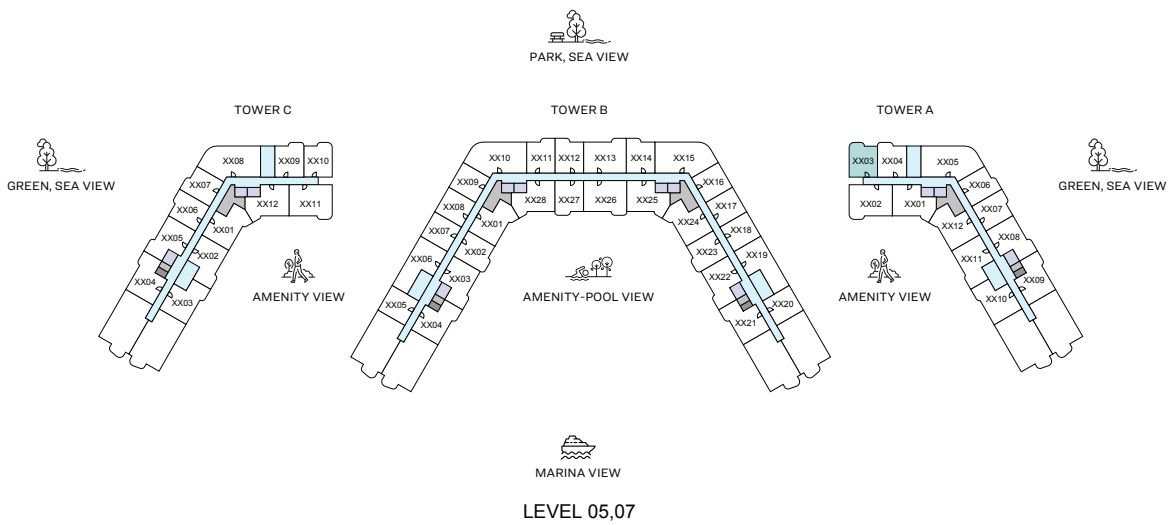 PARK, SEA VIEW
TOWER C
TOWER B
TOWER A
GREEN, SEA VIEW
GREEN, SEA VIEW
XX08
XX09
XX10
XX07
XX06
XX05
XX04
XX01
XX02
XX03
XX12
XX11
XX10
XX11
XX12
XX13
XX14
XX15
XX09
XX08
XX07
XX06
XX05
XX28
XX27
XX26
XX25
XX01
XX02
XX03
XX04
XX16
XX17
XX18
XX19
XX20
XX24
XX23
XX22
XX21
XX03
XX04
XX05
XX02
XX01
XX06
XX07
XX08
XX09
XX12
XX11
XX10
AMENITY VIEW
AMENITY-POOL VIEW
AMENITY VIEW
MARINA VIEW
LEVEL 05,07